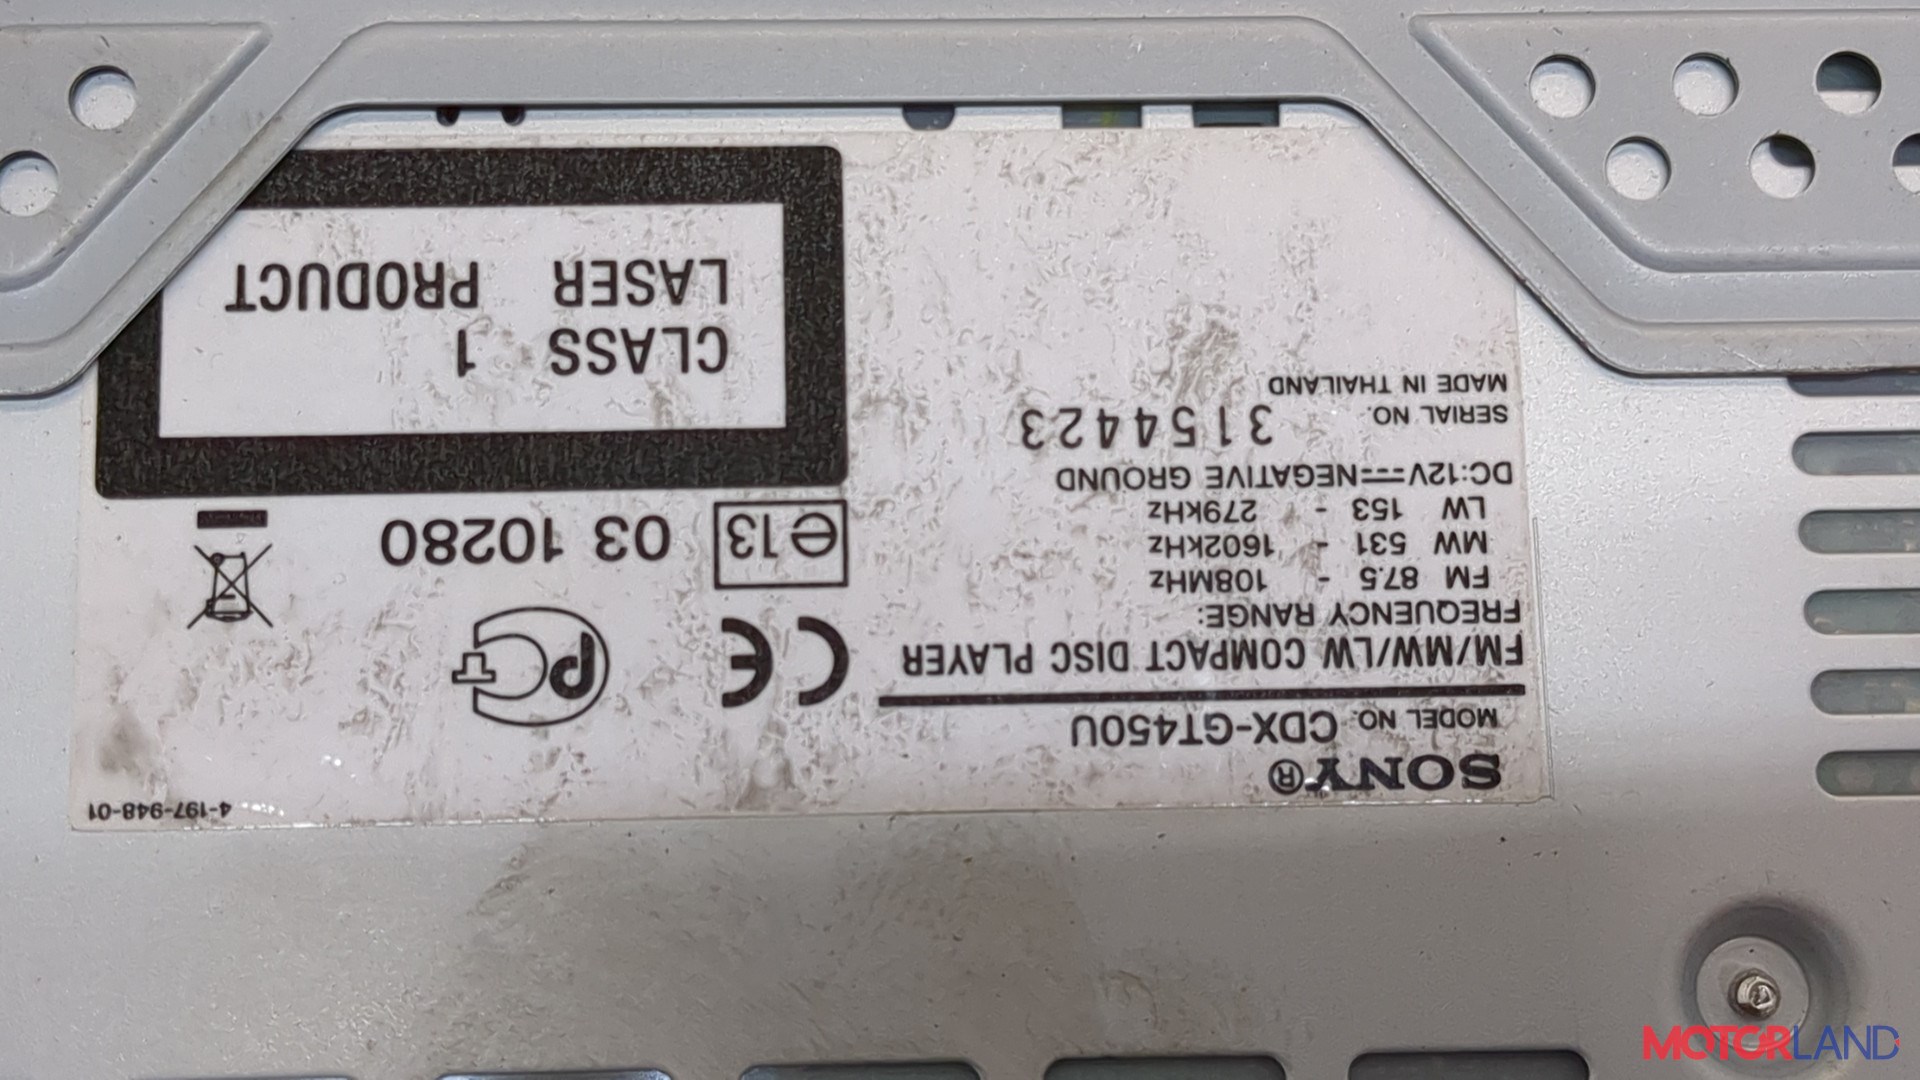 SONY®
MODEL NO. CDX-GT450U
FM/MW/LW COMPACT DISC PLAYER
FREQUENCY RANGE:
FM 87.5 - 108MHz
MW 531 - 1602kHz
LW 153 - 279kHz
DC:12V⎓NEGATIVE GROUND
SERIAL NO. 3154423
MADE IN THAILAND
4-197-948-01
CE
PCT
e13 03 10280
CLASS 1
LASER PRODUCT
MOTORLAND